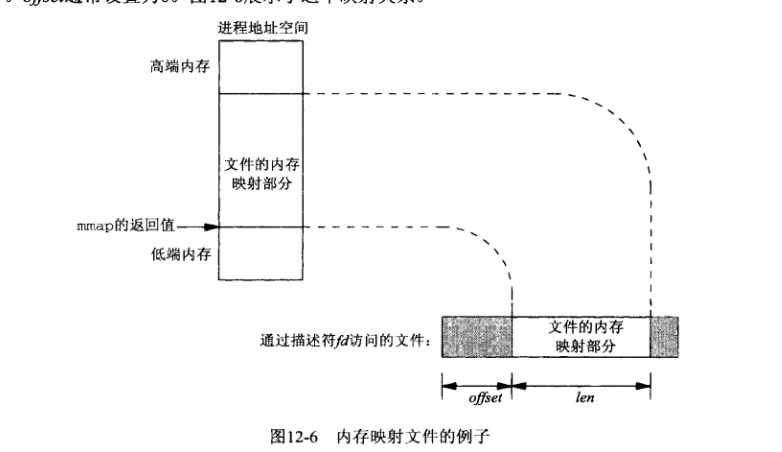 。offset通常设置为0。图12-6展示了这个映射关系。
进程地址空间
高端内存
文件的内存
映射部分
mmap的返回值
低端内存
通过描述符fd访问的文件：
文件的内存
映射部分
offset
len
图12-6 内存映射文件的例子